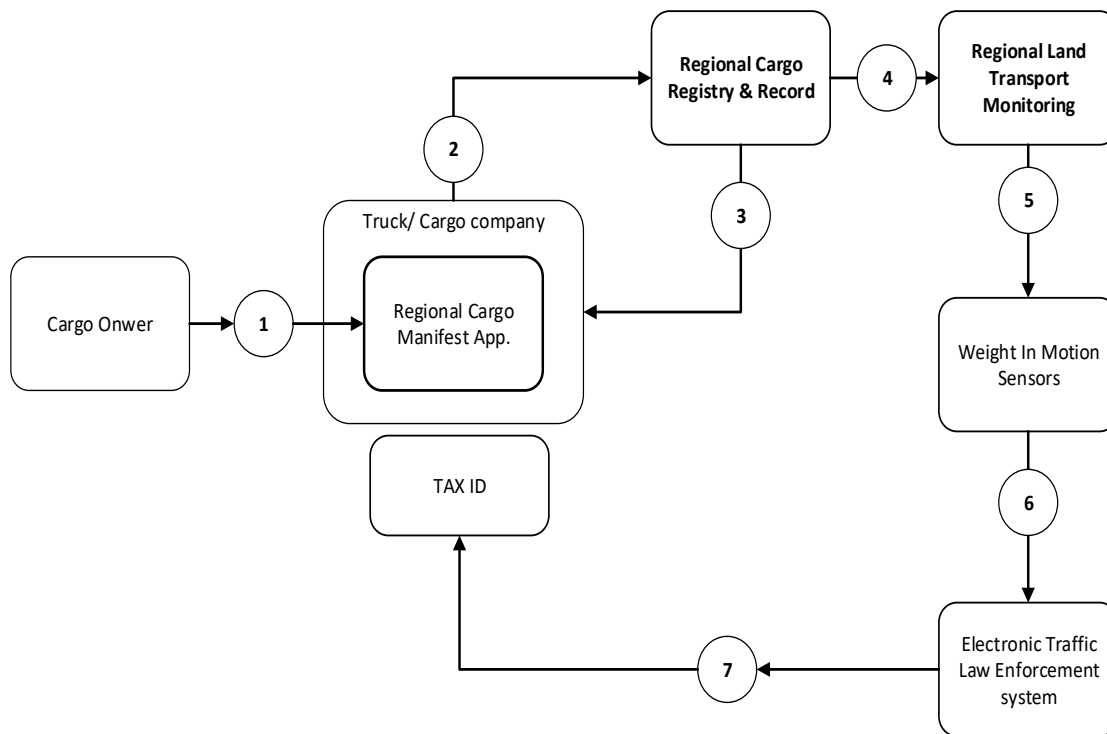 Cargo Onwer
1
Truck/ Cargo company
Regional Cargo
Manifest App.
2
Regional Cargo
Registry & Record
3
4
Regional Land
Transport
Monitoring
5
Weight In Motion
Sensors
6
Electronic Traffic
Law Enforcement
system
7
TAX ID